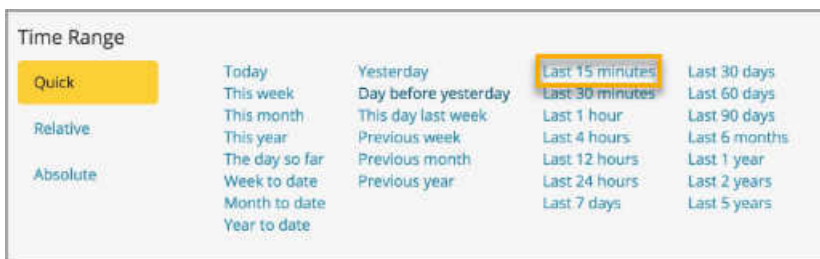 Time Range
Quick
Relative
Absolute
Today
This week
This month
This year
The day so far
Week to date
Month to date
Year to date
Yesterday
Day before yesterday
This day last week
Previous week
Previous month
Previous year
Last 15 minutes
Last 30 minutes
Last 1 hour
Last 4 hours
Last 12 hours
Last 24 hours
Last 7 days
Last 30 days
Last 60 days
Last 90 days
Last 6 months
Last 1 year
Last 2 years
Last 5 years